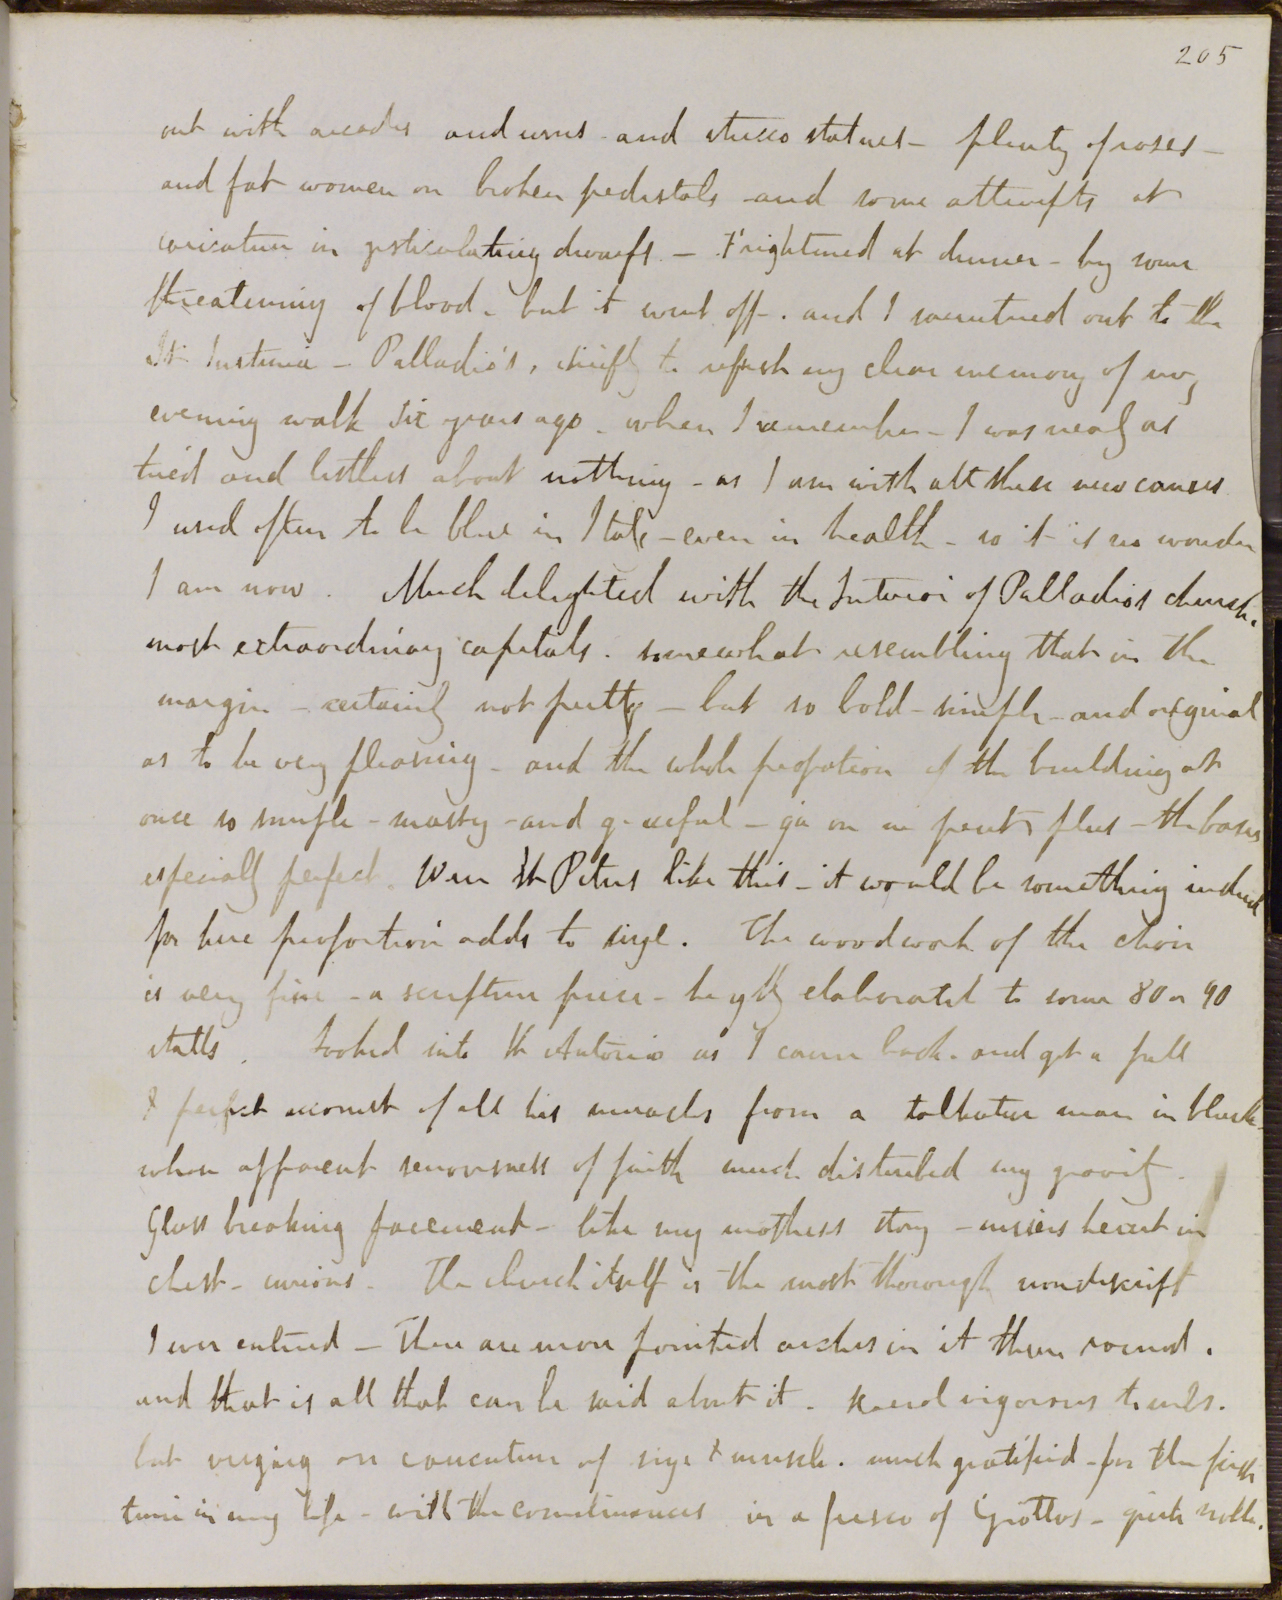 205
out with arcades and urns and stucco statues - plenty of roses -
and fat women on broken pedestals - and some attempts at
caricature in gesticulating dwarfs. - Frightened at dinner - by some
threatening of blood - but it went off -. and I sauntered out to the
St Justina - Palladio's, chiefly to refresh my clear memory of my
evening walk six years ago - when I remember - I was nearly as
tired and listless about nothing - as I am with all these new causes
I used often to be blue in Italy - even in health - so it is no wonder
I am now. Much delighted with the Interior of Palladios church.
most extraordinary capitals. somewhat resembling that in the
margin - certainly not pretty - but so bold - simple - and original
as to be very pleasing - and the whole propotion of the building at
once so simple - massy - and graceful - qu on ne peut plus - the bases
especially perfect. Were St Peters like this - it would be something indeed
for here proportion adds to size. The woodwork of the choir
is very fine - a scripture piece - highly elaborated to some 80 or 90
stalls. Looked into St Antonio as I came back. and got a full
& perfect account of all his miracles from a talkative man in black -
whose apparent seriousness of faith much disturbed my gravity.
Glass breaking pavement - like my mothers story - misers heart in
chest - curious. The church itself is the most thorough nondescript
I ever entered - There are more pointed arches in it than round.
and that is all that can be said about it. Several vigorous tombs.
but verging on caricature of size & muscle. much gratified - for the first
time in my life - with the countenances in a fresco of Giottos - quite noble.